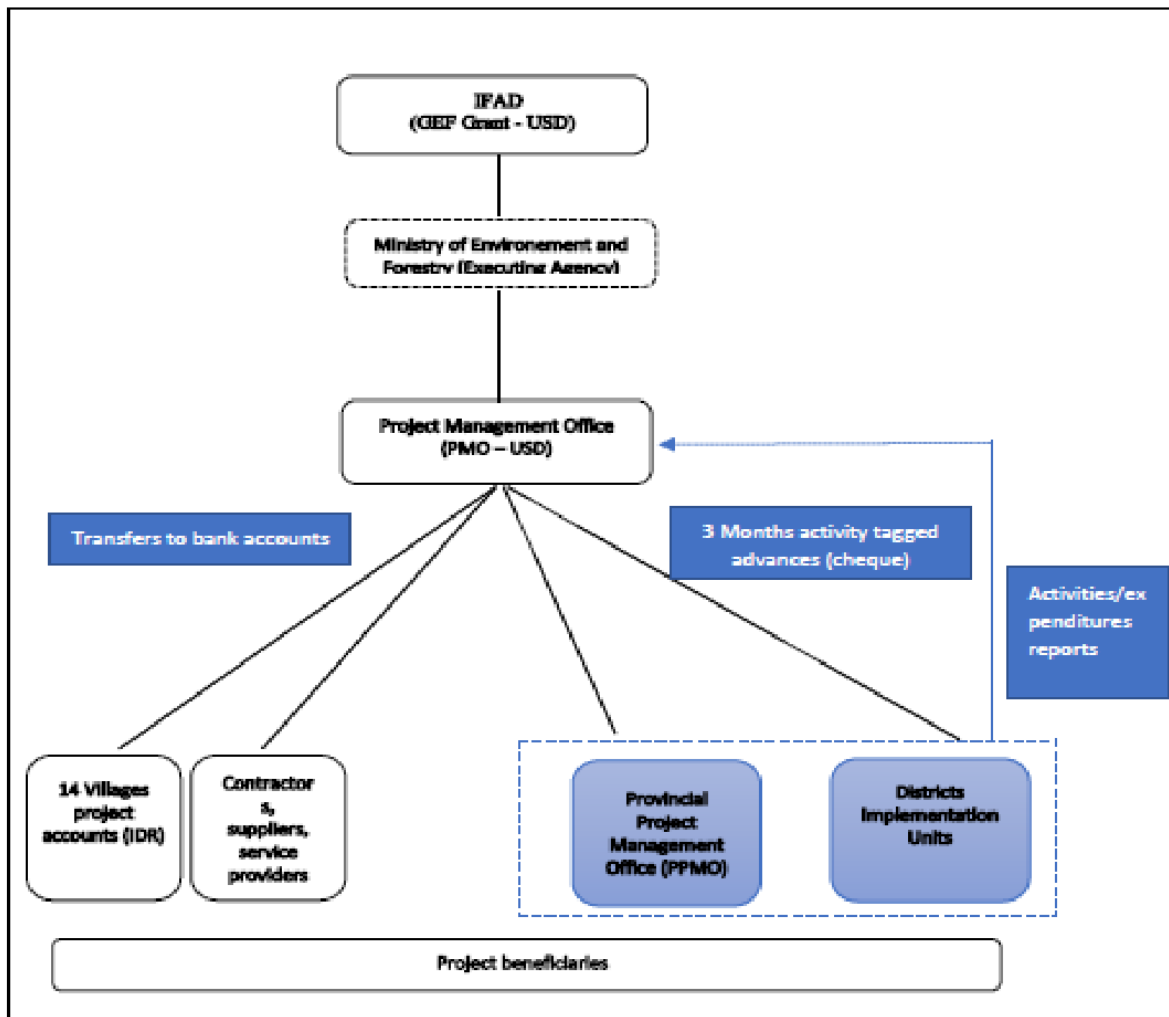 IFAD
(GEF Grant - USD)
Ministry of Environement and
Forestry (Executing Agency)
Project Management Office
(PMO – USD)
Transfers to bank accounts
3 Months activity tagged
advances (cheque)
Activities/ex
penditures
reports
14 Villages
project
accounts (IDR)
Contractor
s,
suppliers,
service
providers
Provincial
Project
Management
Office (PPMO)
Districts
Implementation
Units
Project beneficiaries